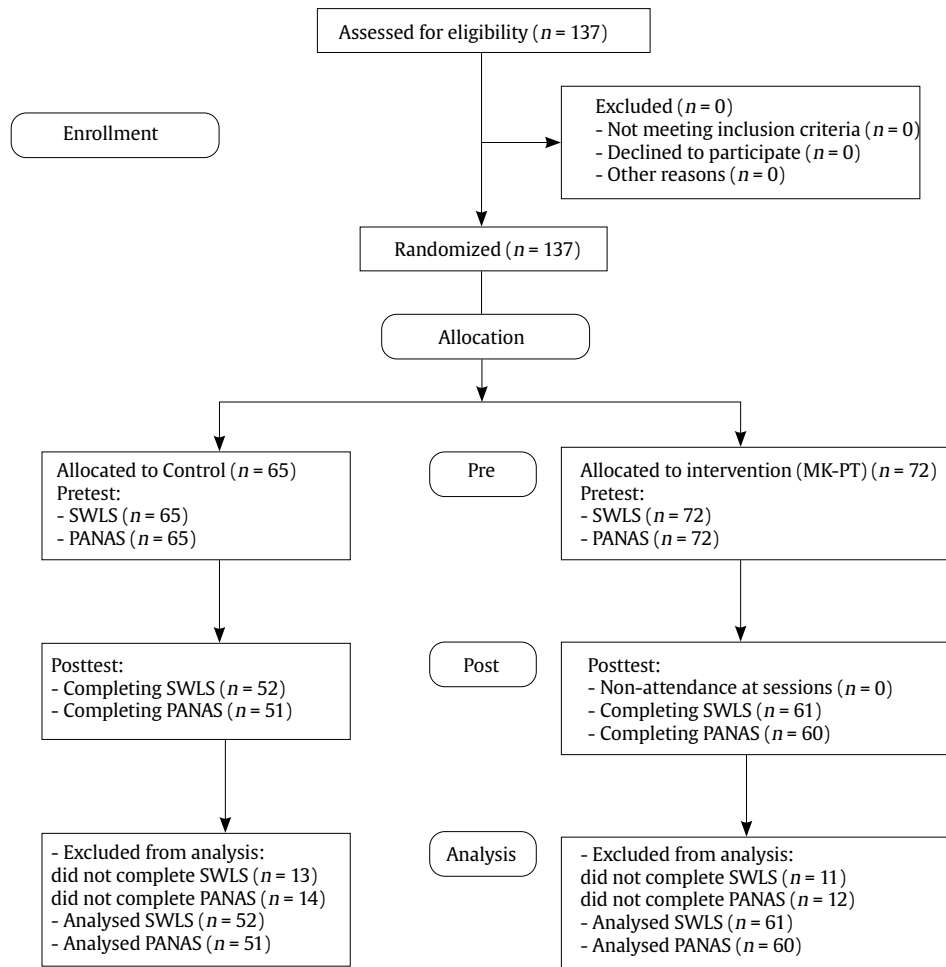 Assessed for eligibility (n = 137)
Enrollment
Excluded (n = 0)
- Not meeting inclusion criteria (n = 0)
- Declined to participate (n = 0)
- Other reasons (n = 0)
Randomized (n = 137)
Allocation
Allocated to Control (n = 65)
Pretest:
- SWLS (n = 65)
- PANAS (n = 65)
Pre
Allocated to intervention (MK-PT) (n = 72)
Pretest:
- SWLS (n = 72)
- PANAS (n = 72)
Posttest:
- Completing SWLS (n = 52)
- Completing PANAS (n = 51)
Post
Posttest:
- Non-attendance at sessions (n = 0)
- Completing SWLS (n = 61)
- Completing PANAS (n = 60)
- Excluded from analysis:
did not complete SWLS (n = 13)
did not complete PANAS (n = 14)
- Analysed SWLS (n = 52)
- Analysed PANAS (n = 51)
Analysis
- Excluded from analysis:
did not complete SWLS (n = 11)
did not complete PANAS (n = 12)
- Analysed SWLS (n = 61)
- Analysed PANAS (n = 60)